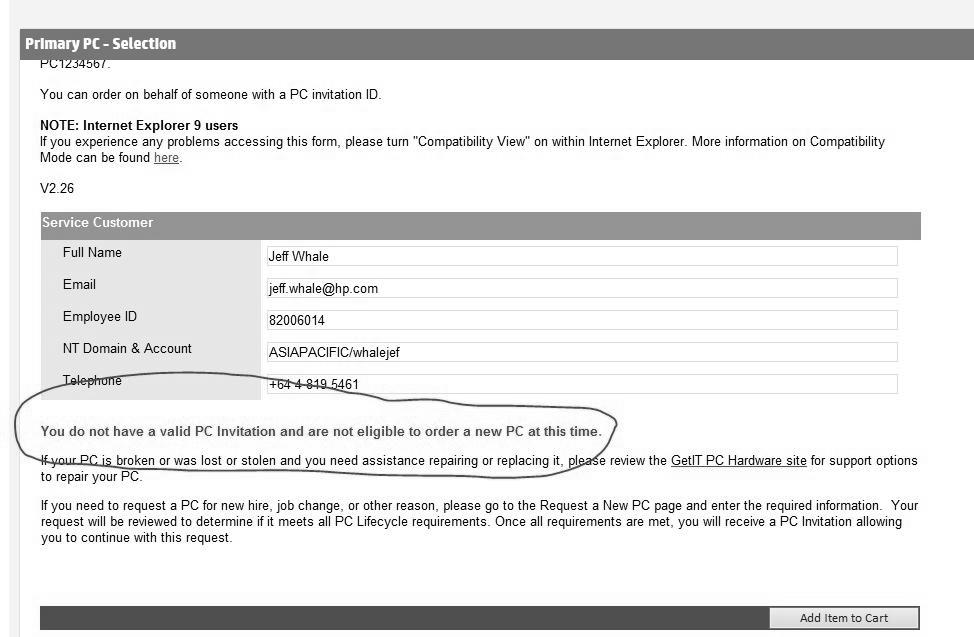 Primary PC - Selection
PC1234567.
You can order on behalf of someone with a PC invitation ID.
NOTE: Internet Explorer 9 users
If you experience any problems accessing this form, please turn "Compatibility View" on within Internet Explorer. More information on Compatibility
Mode can be found here.
V2.26
Service Customer
Full Name
Jeff Whale
Email
jeff.whale@hp.com
Employee ID
82006014
NT Domain & Account
ASIAPACIFIC/whalejef
Telephone
+64 4 819 5461
You do not have a valid PC Invitation and are not eligible to order a new PC at this time.
If your PC is broken or was lost or stolen and you need assistance repairing or replacing it, please review the GetIT PC Hardware site for support options
to repair your PC.
If you need to request a PC for new hire, job change, or other reason, please go to the Request a New PC page and enter the required information.  Your
request will be reviewed to determine if it meets all PC Lifecycle requirements. Once all requirements are met, you will receive a PC Invitation allowing
you to continue with this request.
Add Item to Cart